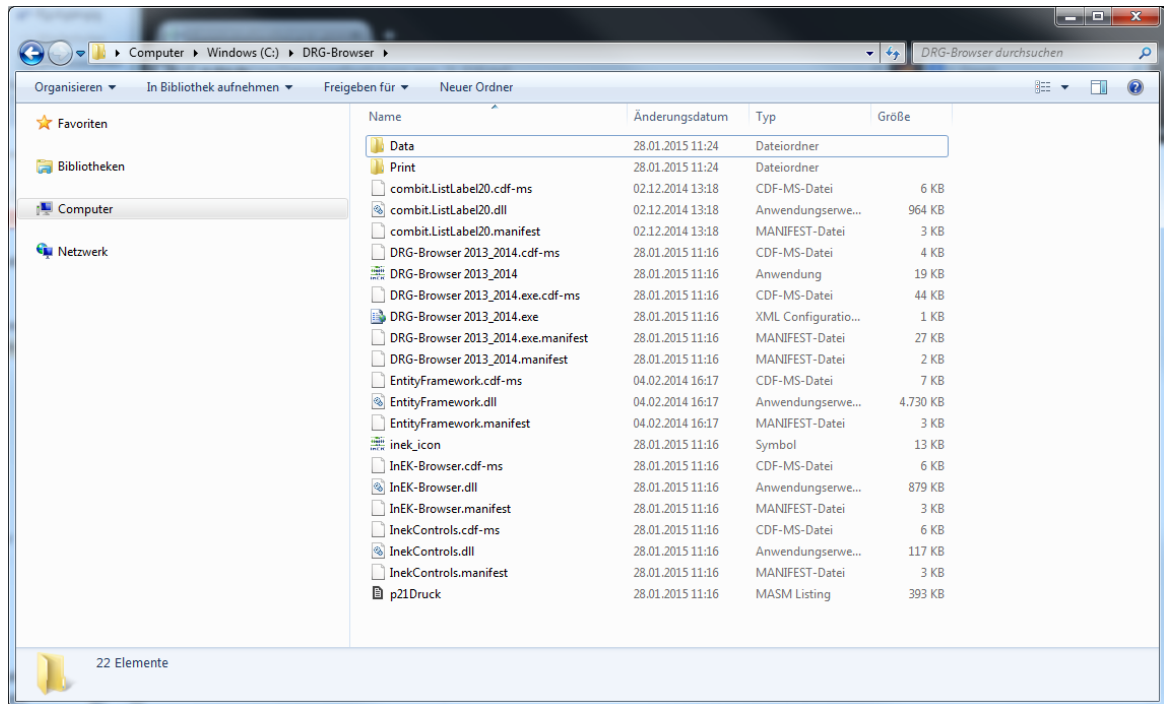 Computer Windows (C:) DRG-Browser DRG-Browser durchsuchen
Organisieren In Bibliothek aufnehmen Freigeben für Neuer Ordner
Favoriten
Bibliotheken
Computer
Netzwerk
Name Änderungsdatum Typ Größe
Data 28.01.2015 11:24 Dateiordner
Print 28.01.2015 11:24 Dateiordner
combit.ListLabel20.cdf-ms 02.12.2014 13:18 CDF-MS-Datei 6 KB
combit.ListLabel20.dll 02.12.2014 13:18 Anwendungserwe... 964 KB
combit.ListLabel20.manifest 02.12.2014 13:18 MANIFEST-Datei 3 KB
DRG-Browser 2013_2014.cdf-ms 28.01.2015 11:16 CDF-MS-Datei 4 KB
DRG-Browser 2013_2014 28.01.2015 11:16 Anwendung 19 KB
DRG-Browser 2013_2014.exe.cdf-ms 28.01.2015 11:16 CDF-MS-Datei 44 KB
DRG-Browser 2013_2014.exe 28.01.2015 11:16 XML Configuratio... 1 KB
DRG-Browser 2013_2014.exe.manifest 28.01.2015 11:16 MANIFEST-Datei 27 KB
DRG-Browser 2013_2014.manifest 28.01.2015 11:16 MANIFEST-Datei 2 KB
EntityFramework.cdf-ms 04.02.2014 16:17 CDF-MS-Datei 7 KB
EntityFramework.dll 04.02.2014 16:17 Anwendungserwe... 4.730 KB
EntityFramework.manifest 04.02.2014 16:17 MANIFEST-Datei 3 KB
inek_icon 28.01.2015 11:16 Symbol 13 KB
InEK-Browser.cdf-ms 28.01.2015 11:16 CDF-MS-Datei 6 KB
InEK-Browser.dll 28.01.2015 11:16 Anwendungserwe... 879 KB
InEK-Browser.manifest 28.01.2015 11:16 MANIFEST-Datei 3 KB
InekControls.cdf-ms 28.01.2015 11:16 CDF-MS-Datei 6 KB
InekControls.dll 28.01.2015 11:16 Anwendungserwe... 117 KB
InekControls.manifest 28.01.2015 11:16 MANIFEST-Datei 3 KB
p21Druck 28.01.2015 11:16 MASM Listing 393 KB
22 Elemente